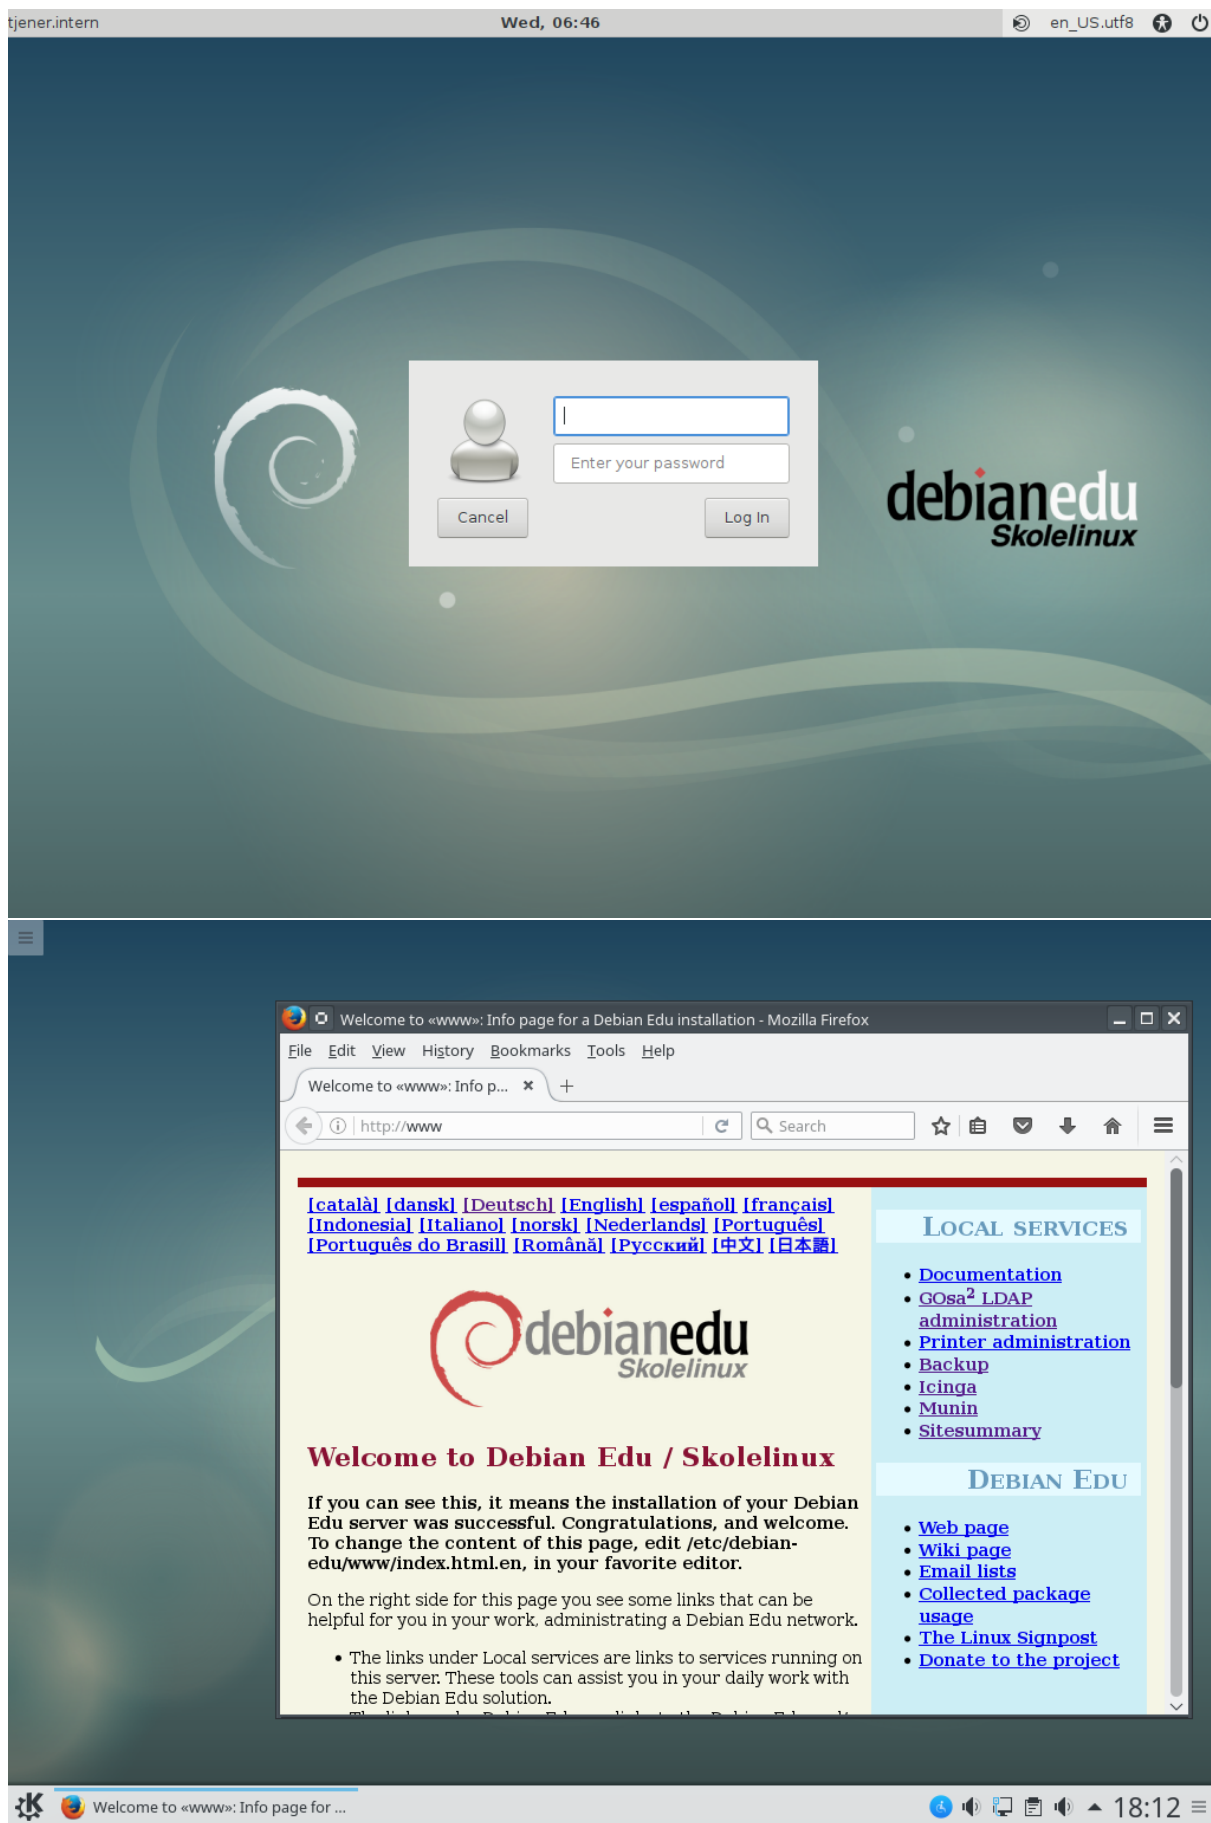 tjener.intern Wed, 06:46 en_US.utf8
Enter your password
Cancel Log In
debianedu
Skolelinux
Welcome to «www»: Info page for a Debian Edu installation - Mozilla Firefox
File Edit View History Bookmarks Tools Help
Welcome to «www»: Info p...
http://www Search
[català] [dansk] [Deutsch] [English] [español] [français]
[Indonesia] [Italiano] [norsk] [Nederlands] [Português]
[Português do Brasil] [Română] [Русский] [中文] [日本語]
debianedu
Skolelinux
Welcome to Debian Edu / Skolelinux
If you can see this, it means the installation of your Debian
Edu server was successful. Congratulations, and welcome.
To change the content of this page, edit /etc/debian-
edu/www/index.html.en, in your favorite editor.
On the right side for this page you see some links that can be
helpful for you in your work, administrating a Debian Edu network.
• The links under Local services are links to services running on
this server. These tools can assist you in your daily work with
the Debian Edu solution.
Local services
• Documentation
• GOsa² LDAP
administration
• Printer administration
• Backup
• Icinga
• Munin
• Sitesummary
Debian Edu
• Web page
• Wiki page
• Email lists
• Collected package
usage
• The Linux Signpost
• Donate to the project
Welcome to «www»: Info page for ... 18:12